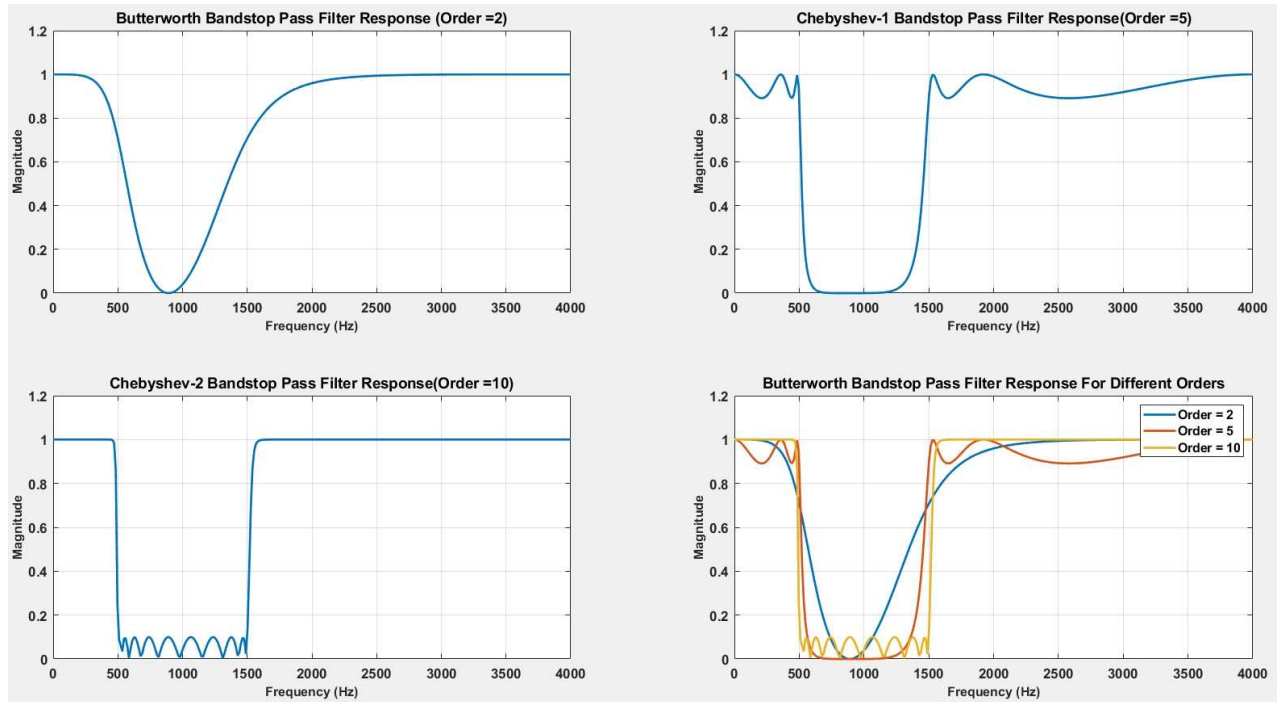 Butterworth Bandstop Pass Filter Response (Order =2)
1.2
1
0.8
0.6
0.4
0.2
0
Magnitude
0 500 1000 1500 2000 2500 3000 3500 4000
Frequency (Hz)
Chebyshev-1 Bandstop Pass Filter Response(Order =5)
1.2
1
0.8
0.6
0.4
0.2
0
Magnitude
0 500 1000 1500 2000 2500 3000 3500 4000
Frequency (Hz)
Chebyshev-2 Bandstop Pass Filter Response(Order =10)
1.2
1
0.8
0.6
0.4
0.2
0
Magnitude
0 500 1000 1500 2000 2500 3000 3500 4000
Frequency (Hz)
Butterworth Bandstop Pass Filter Response For Different Orders
1.2
1
0.8
0.6
0.4
0.2
0
Magnitude
Order = 2
Order = 5
Order = 10
0 500 1000 1500 2000 2500 3000 3500 4000
Frequency (Hz)